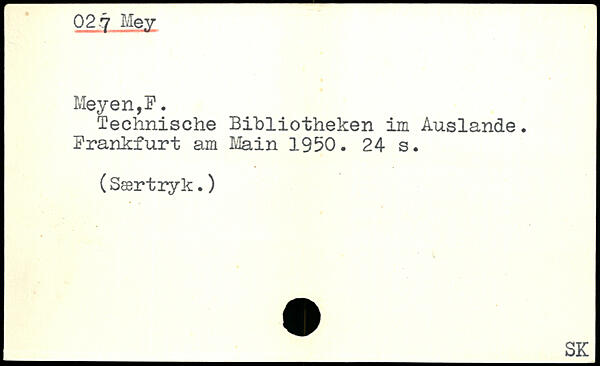 027 Mey
Meyen,F.
Technische Bibliotheken im Auslande.
Frankfurt am Main 1950. 24 s.
(Særtryk.)
SK